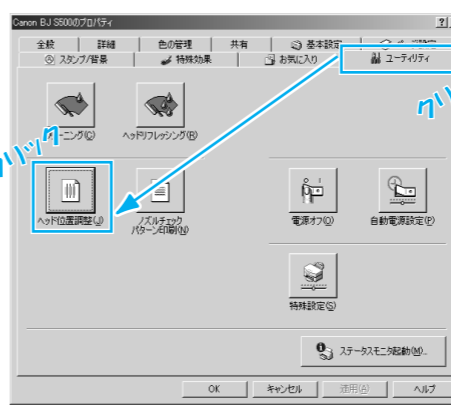 Canon BJ S500のプロパティ
全般 詳細 色の管理 共有 基本設定
スタンプ/背景 特殊効果 お気に入り ユーティリティ
クリック
クリーニング(C) ヘッドリフレッシング(R)
クリック
ヘッド位置調整(J) ノズルチェック
パターン印刷(N) 電源オフ(O) 自動電源設定(P)
特殊設定(S)
ステータスモニタ起動(M)...
OK キャンセル 適用(A) ヘルプ